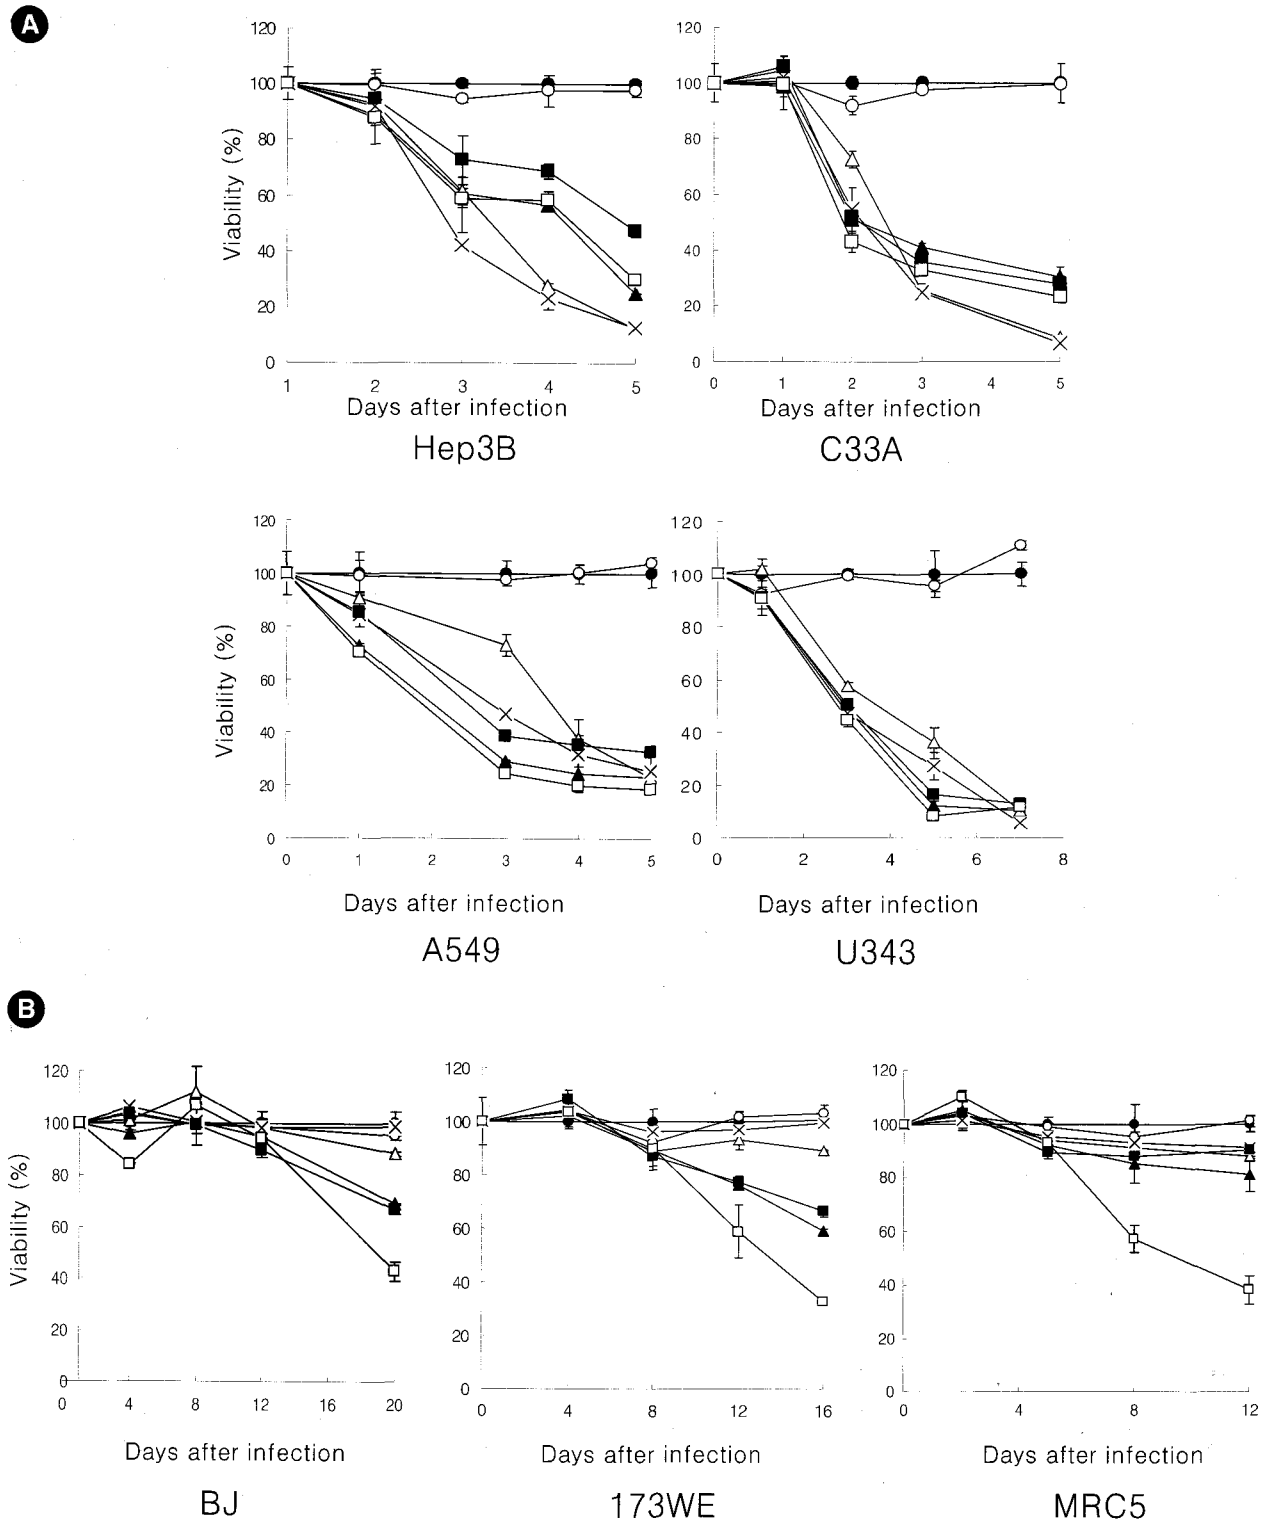 A
120
100
80
60
40
20
0
Viability (%)
1 2 3 4 5
Days after infection
Hep3B
120
100
80
60
40
20
0
0 1 2 3 4 5
Days after infection
C33A
120
100
80
60
40
20
0
Viability (%)
0 1 2 3 4 5
Days after infection
A549
120
100
80
60
40
20
0
0 2 4 6 8
Days after infection
U343
B
120
100
80
60
40
20
0
Viability (%)
0 4 8 12 16 20
Days after infection
BJ
120
100
80
60
40
20
0
0 4 8 12 16
Days after infection
173WE
120
100
80
60
40
20
0
0 4 8 12
Days after infection
MRC5